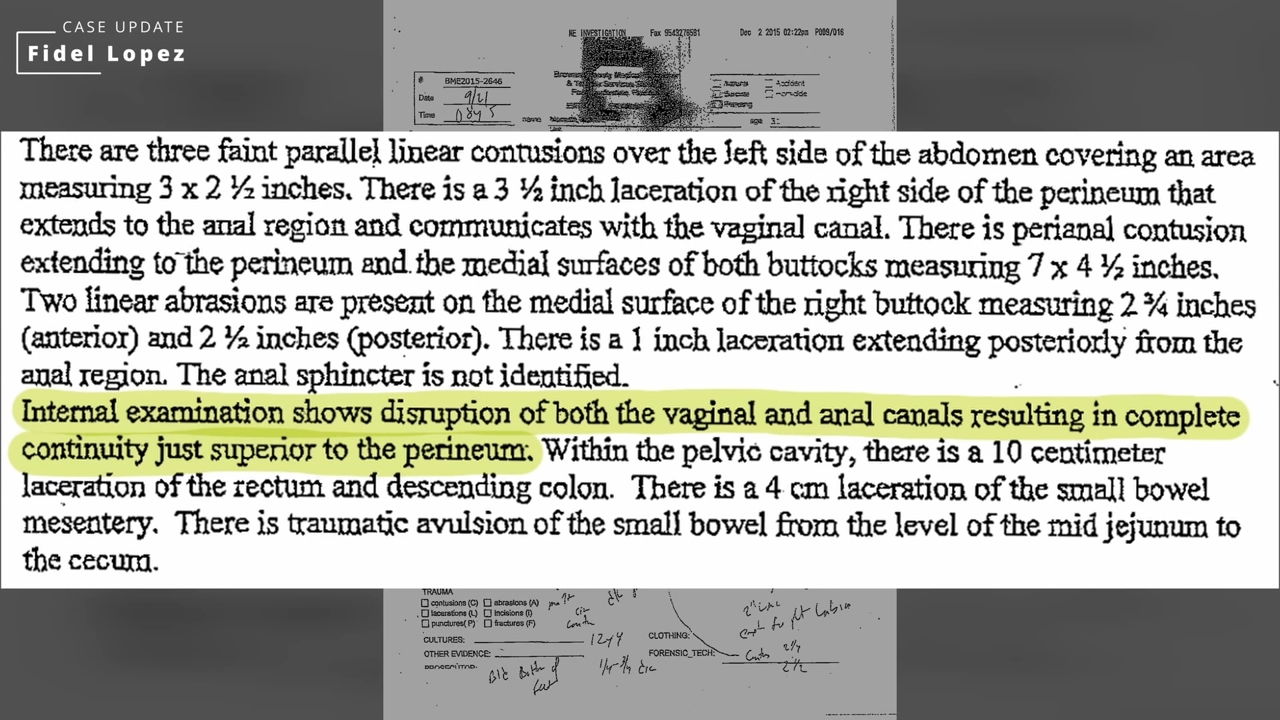 CASE UPDATE
Fidel Lopez
NE INVESTIGATION Fax 9543276581 Dec 2 2015 02:22pm P009/016
# BME2015-2646
Date 9/21
Time 0845
Accident
Pending
name
age
There are three faint parallel linear contusions over the left side of the abdomen covering an area
measuring 3 x 2 ½ inches. There is a 3 ½ inch laceration of the right side of the perineum that
extends to the anal region and communicates with the vaginal canal. There is perianal contusion
extending to the perineum and the medial surfaces of both buttocks measuring 7 x 4 ½ inches.
Two linear abrasions are present on the medial surface of the right buttock measuring 2 ¾ inches
(anterior) and 2 ½ inches (posterior). There is a 1 inch laceration extending posteriorly from the
anal region. The anal sphincter is not identified.
Internal examination shows disruption of both the vaginal and anal canals resulting in complete
continuity just superior to the perineum. Within the pelvic cavity, there is a 10 centimeter
laceration of the rectum and descending colon. There is a 4 cm laceration of the small bowel
mesentery. There is traumatic avulsion of the small bowel from the level of the mid jejunum to
the cecum.
TRAUMA
contusions (C) abrasions (A)
lacerations (L) incisions (I)
punctures( P) fractures (F)
CULTURES: CLOTHING:
OTHER EVIDENCE: FORENSIC_TECH: